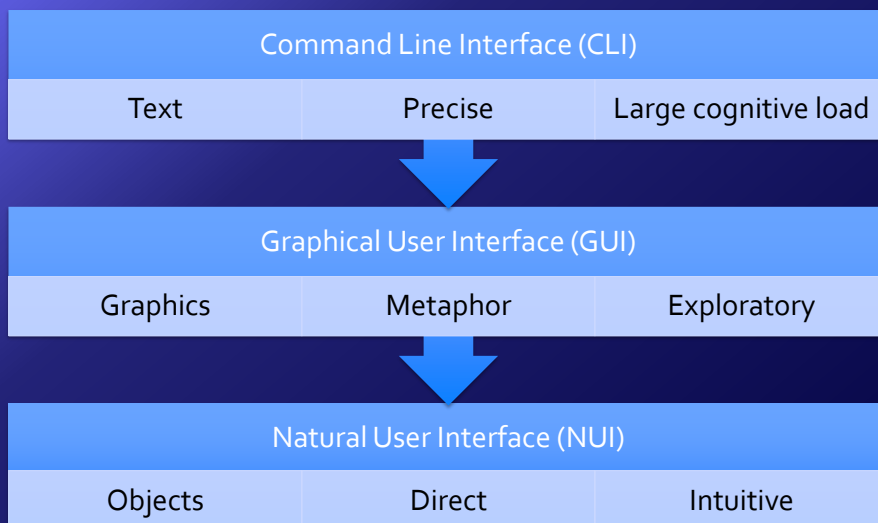 Command Line Interface (CLI)
Text Precise Large cognitive load
Graphical User Interface (GUI)
Graphics Metaphor Exploratory
Natural User Interface (NUI)
Objects Direct Intuitive